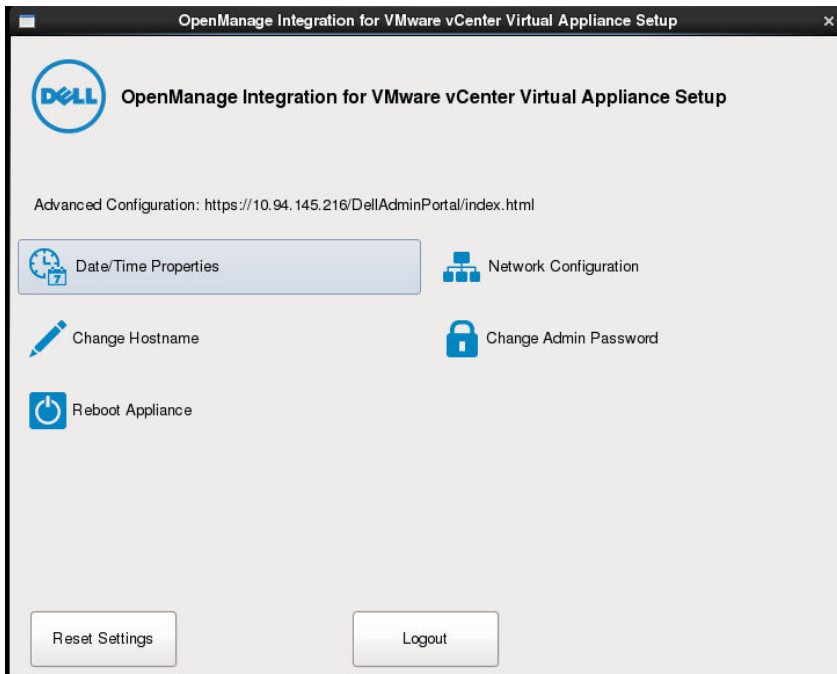 OpenManage Integration for VMware vCenter Virtual Appliance Setup
DELL
OpenManage Integration for VMware vCenter Virtual Appliance Setup
Advanced Configuration: https://10.94.145.216/DellAdminPortal/index.html
7 Date/Time Properties
Network Configuration
Change Hostname
Change Admin Password
Reboot Appliance
Reset Settings
Logout